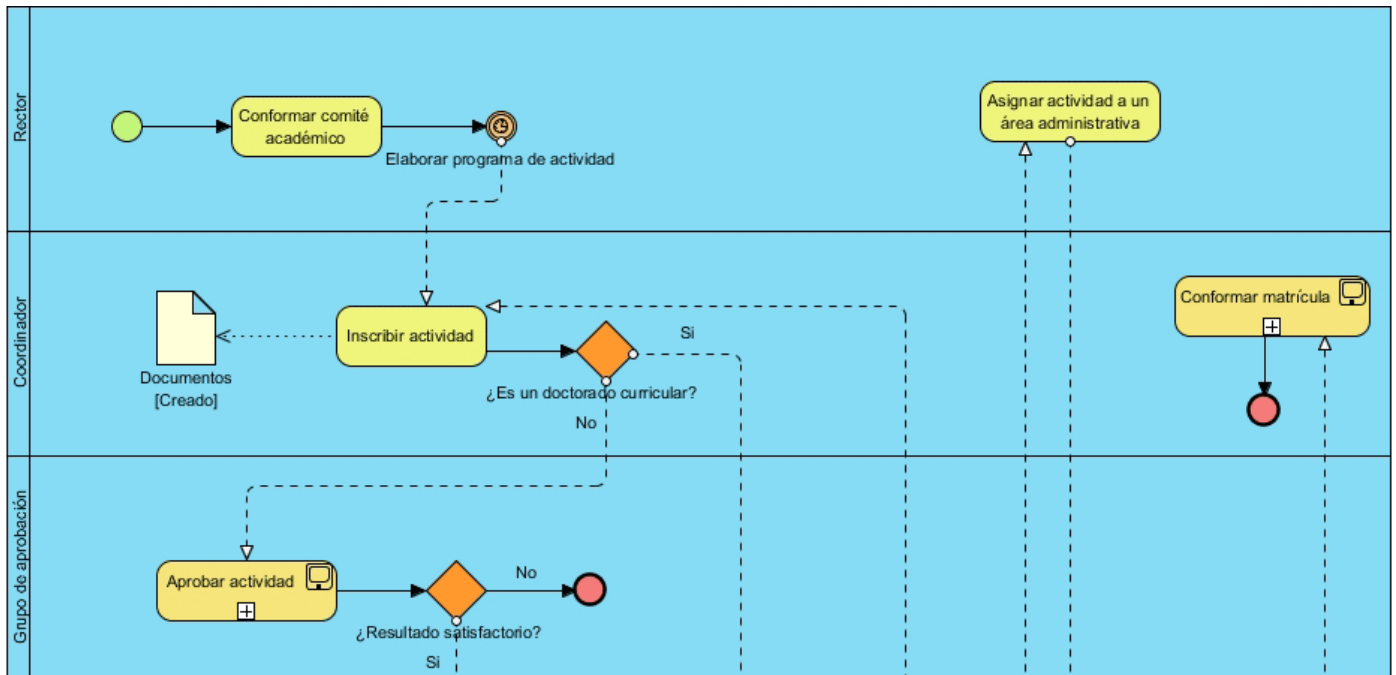 Rector
Conformar comité
académico
Elaborar programa de actividad
Asignar actividad a un
área administrativa
Coordinador
Documentos
[Creado]
Inscribir actividad
Si
¿Es un doctorado curricular?
No
Conformar matrícula
Grupo de aprobación
Aprobar actividad
No
¿Resultado satisfactorio?
Si